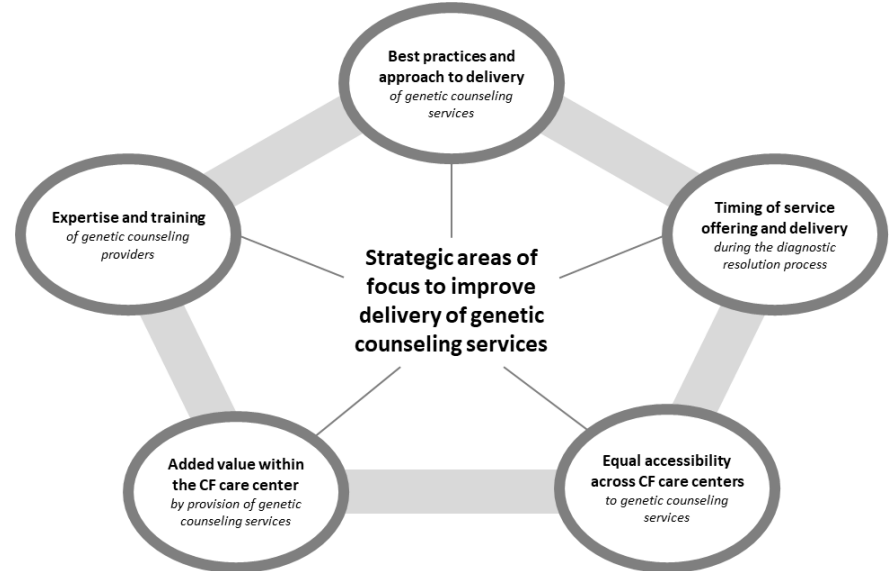 Best practices and
approach to delivery
of genetic counseling
services
Expertise and training
of genetic counseling
providers
Timing of service
offering and delivery
during the diagnostic
resolution process
Strategic areas of
focus to improve
delivery of genetic
counseling services
Added value within
the CF care center
by provision of genetic
counseling services
Equal accessibility
across CF care centers
to genetic counseling
services